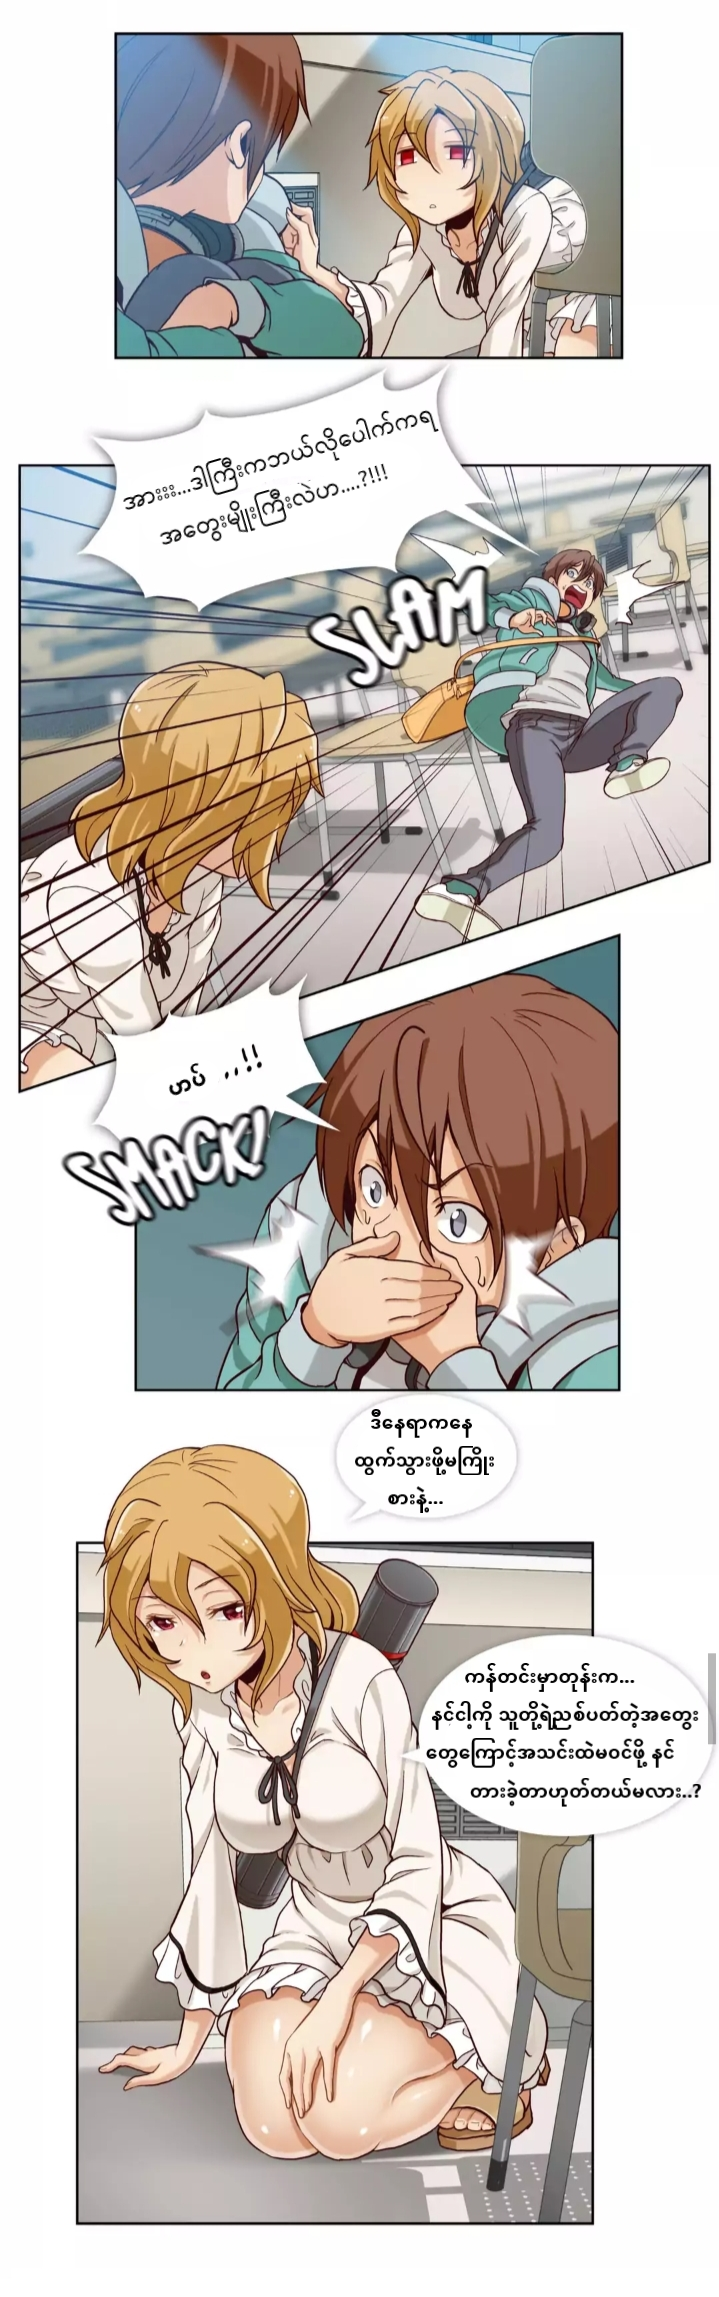 အားးး...ဒါကြီးကဘယ်လိုပေါက်ကရ
အတွေးမျိုးကြီးလဲဟ....?!!!
SLAM
ဟပ် ..!!
SMACK!
ဒီနေရာကနေ
ထွက်သွားဖို့မကြိုး
စားနဲ့...
ကန်တင်းမှာတုန်းက...
နင်ငါ့ကို သူတို့ရဲ့ညစ်ပတ်တဲ့အတွေး
တွေကြောင့်အသင်းထဲမဝင်ဖို့ နင်
တားခဲ့တာဟုတ်တယ်မလား..?